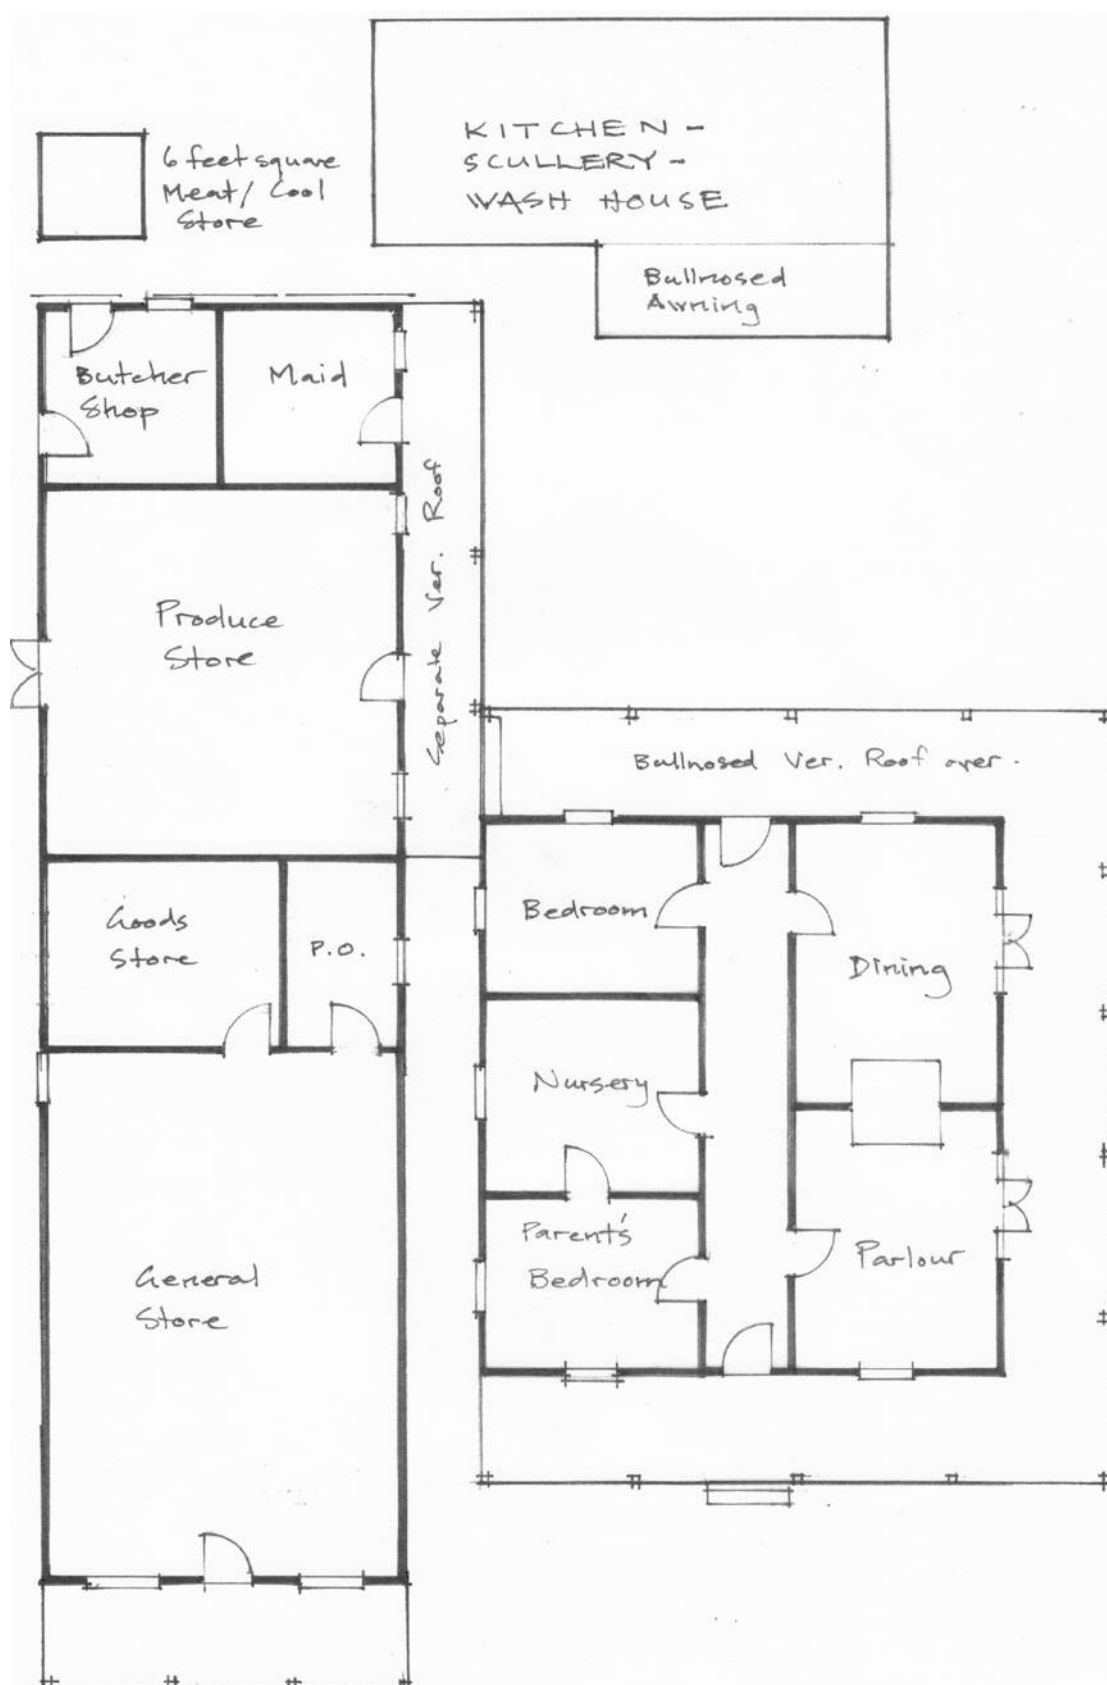 KITCHEN -
SCULLERY -
WASH HOUSE
6 feet square
Meat/ Cool
Store
Bullnosed
Awning
Butcher
Shop
Maid
Separate Ver. Roof
Produce
Store
Bullnosed Ver. Roof over.
Goods
Store
P.O.
Bedroom
Dining
Nursery
Parent's
Bedroom
Parlour
General
Store